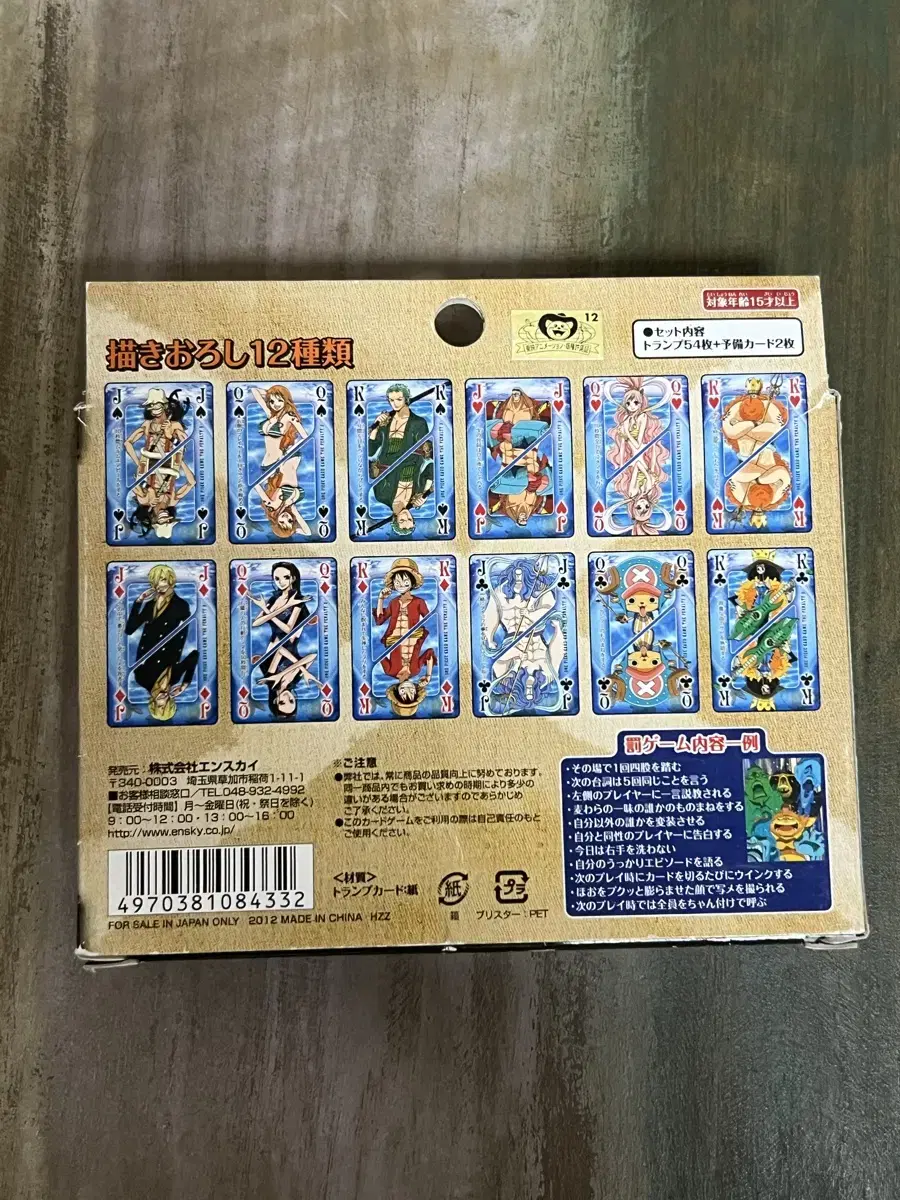 対象年齢15才以上
12
●セット内容
トランプ54枚+予備カード2枚
描きおろし12種類
J J
Q Q
K K
J J
Q Q
K K
J J
Q Q
K K
J J
Q Q
K K
発売元：株式会社エンスカイ
〒340-0003 埼玉県草加市稲荷1-11-1
■お客様相談窓口/TEL.048-932-4992
【電話受付時間】月〜金曜日(祝・祭日を除く)
9：00〜12：00・13：00〜16：00
http://www.ensky.co.jp/
※ご注意
●弊社では、常に商品の品質向上に努めております。
同一商品内でもお買い求めの時期により多少の
違いがある場合がございますのであらかじめ
ご了承ください。
●このカードゲームをご利用の際は自己責任のもと
ご使用ください。
<材質>
トランプカード:紙
紙
箱
プラ
ブリスター：PET
4970381084332
FOR SALE IN JAPAN ONLY 2012 MADE IN CHINA HZZ
罰ゲーム内容一例
・その場で1回四股を踏む
・次の台詞は5回同じことを言う
・左側のプレイヤーに一言説教される
・麦わらの一味の誰かのものまねをする
・自分以外の誰かを変装させる
・自分と同性のプレイヤーに告白する
・今日は右手を洗わない
・自分のうっかりエピソードを語る
・次のプレイ時にカードを切るたびにウインクする
・ほおをプクッと膨らませた顔で写メを撮られる
・次のプレイ時では全員をちゃん付けで呼ぶ